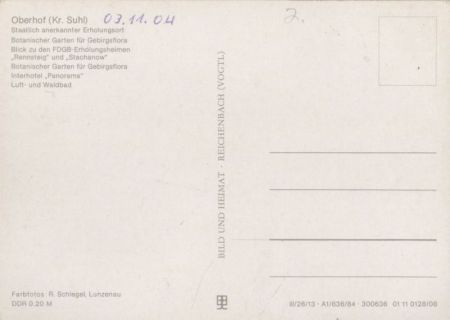 Oberhof (Kr. Suhl) 03.11.04
2.
Staatlich anerkannter Erholungsort
Botanischer Garten für Gebirgsflora
Blick zu den FDGB-Erholungsheimen
„Rennsteig" und „Stachanow"
Botanischer Garten für Gebirgsflora
Interhotel „Panorama"
Luft- und Waldbad
BILD UND HEIMAT · REICHENBACH (VOGTL)
Farbfotos: R. Schlegel, Lunzenau
DDR 0,20 M
III/26/13 · A1/636/84 · 300636 01 11 0128/08